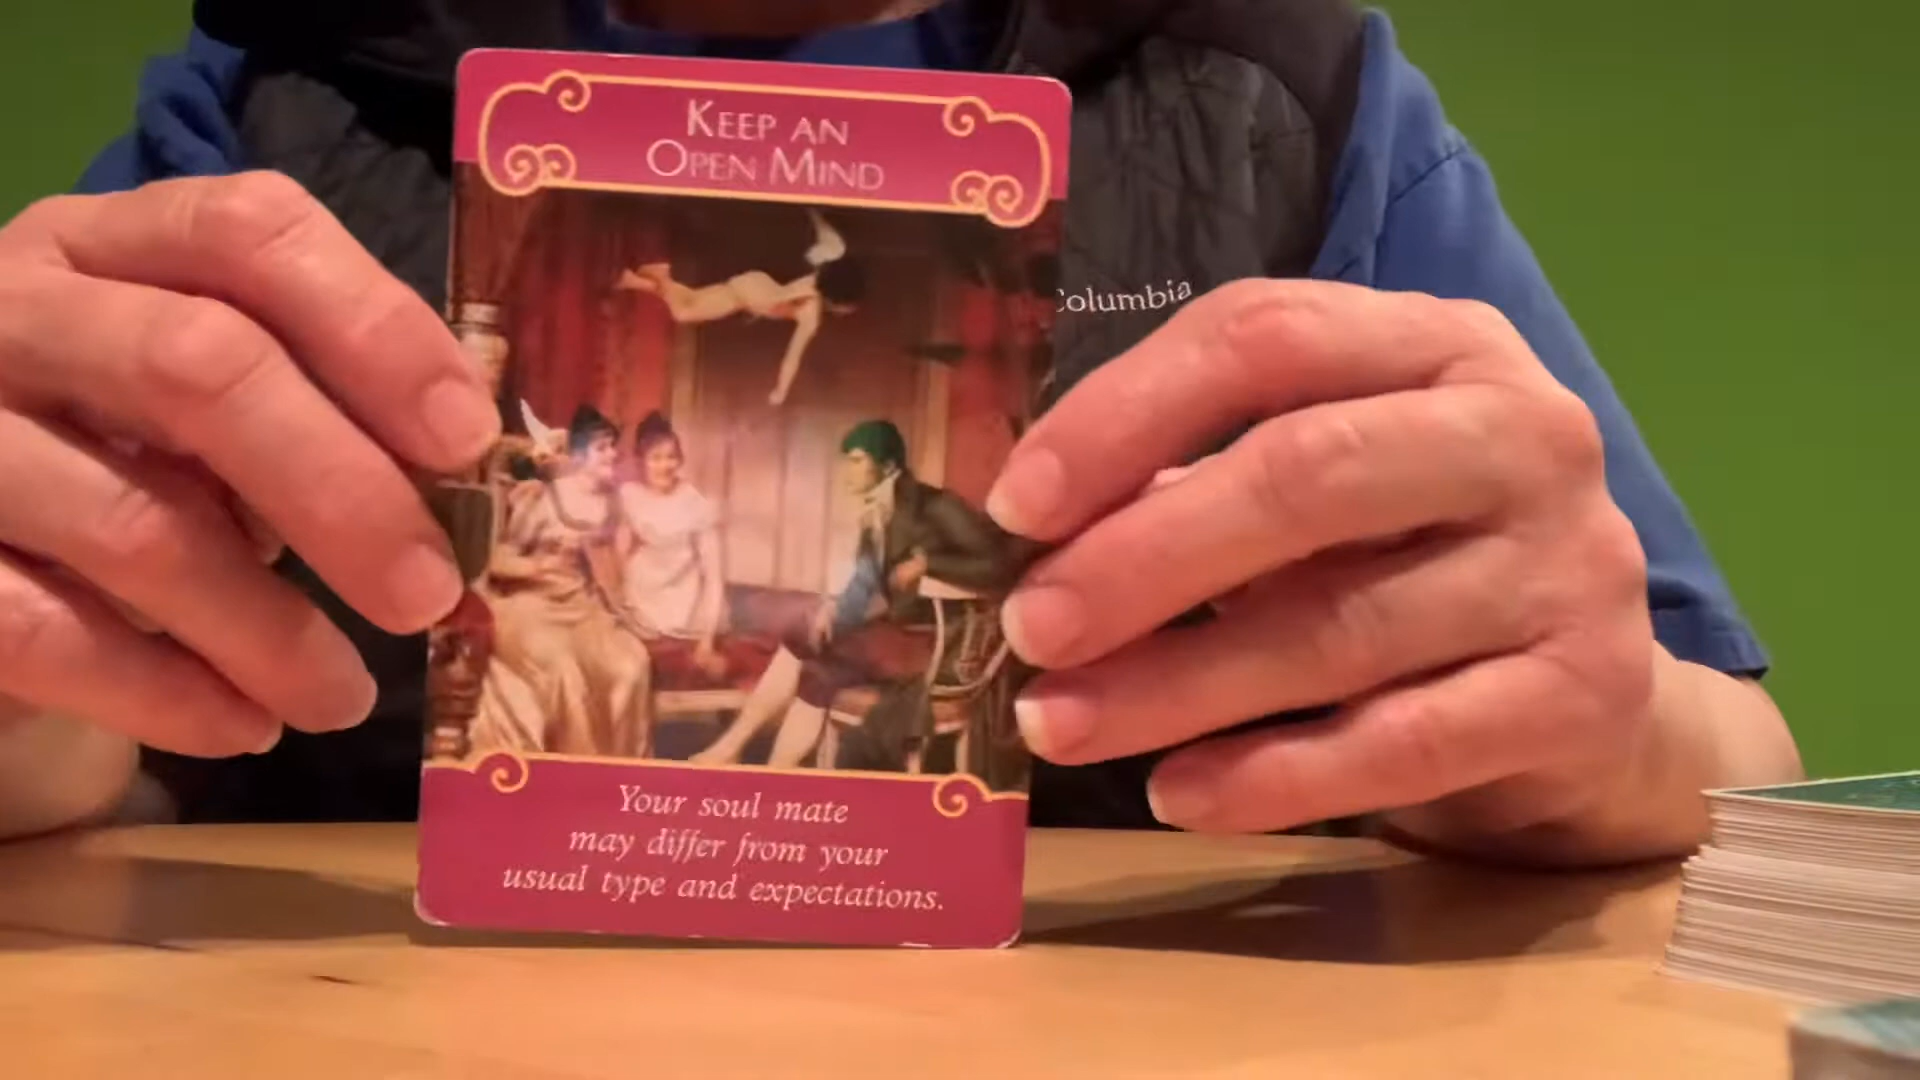 KEEP AN
OPEN MIND
Columbia
Your soul mate
may differ from your
usual type and expectations.